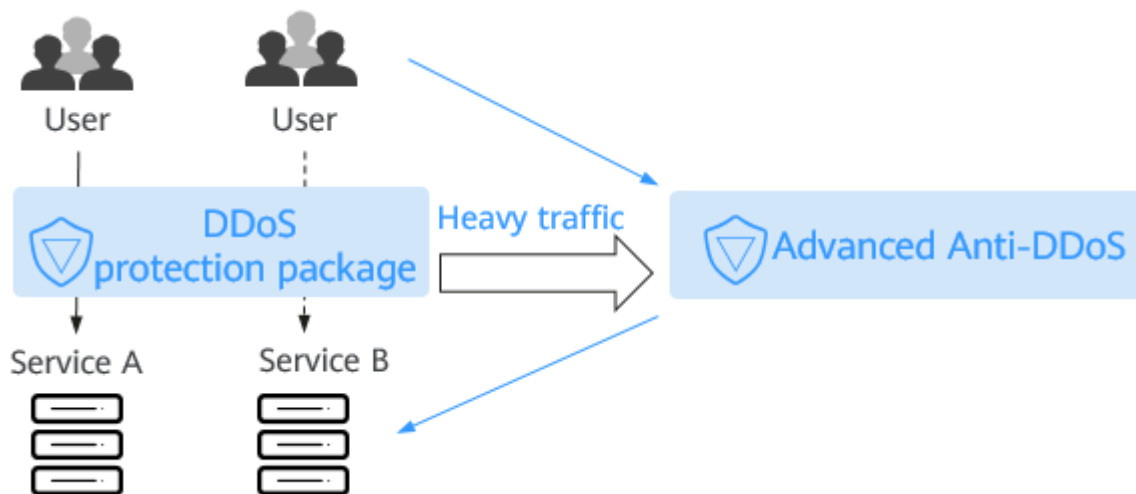 User
User
DDoS
protection package
Heavy traffic
Advanced Anti-DDoS
Service A
Service B